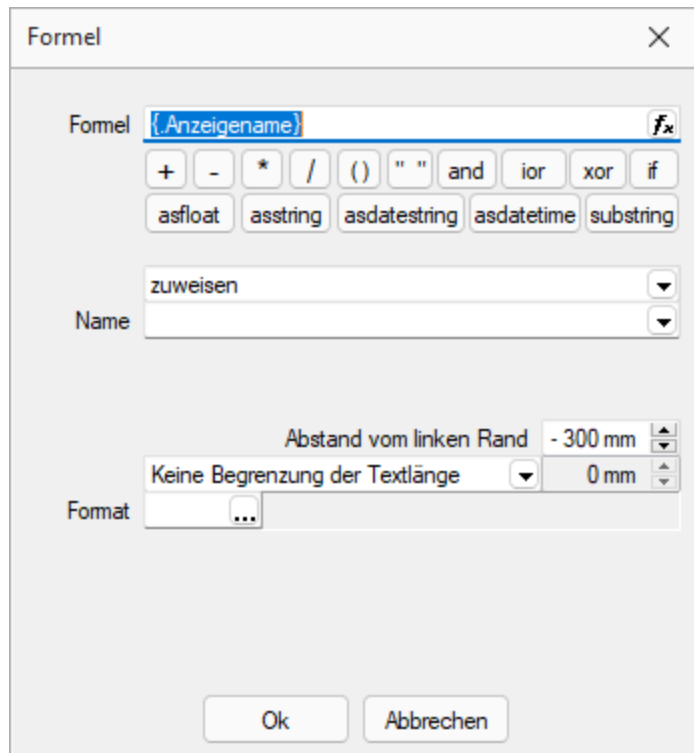 Formel
Formel {.Anzeigename} fx
+ - * / () " " and ior xor if
asfloat asstring asdatestring asdatetime substring
zuweisen
Name
Abstand vom linken Rand - 300 mm
Keine Begrenzung der Textlänge 0 mm
Format ...
Ok Abbrechen